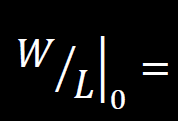 W/L|₀ =